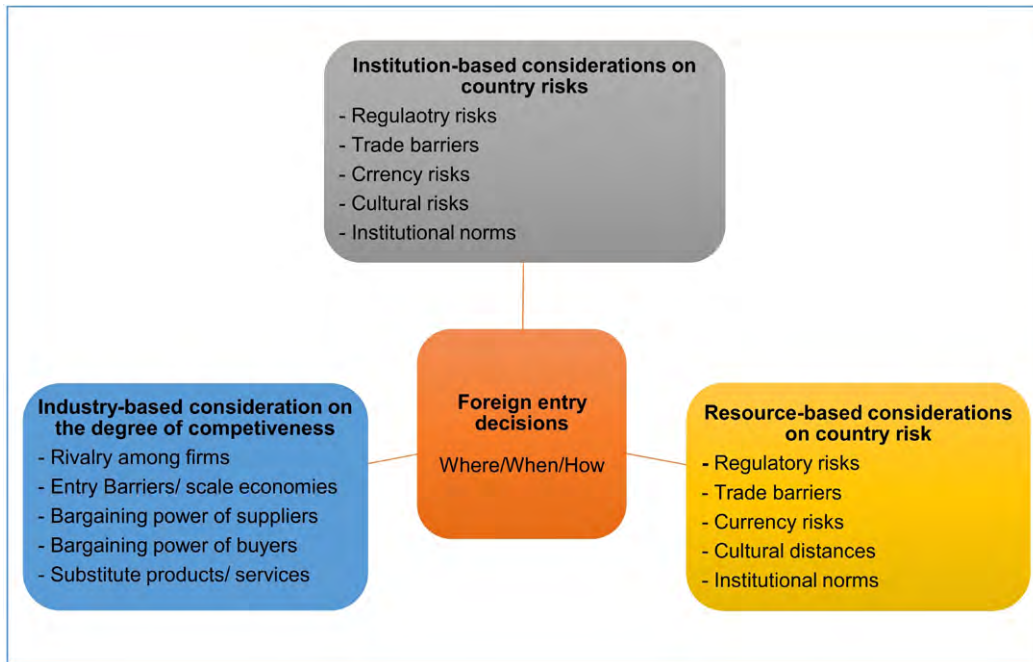 Institution-based considerations on
country risks
- Regulaotry risks
- Trade barriers
- Crrency risks
- Cultural risks
- Institutional norms
Foreign entry
decisions
Where/When/How
Industry-based consideration on
the degree of competiveness
- Rivalry among firms
- Entry Barriers/ scale economies
- Bargaining power of suppliers
- Bargaining power of buyers
- Substitute products/ services
Resource-based considerations
on country risk
- Regulatory risks
- Trade barriers
- Currency risks
- Cultural distances
- Institutional norms